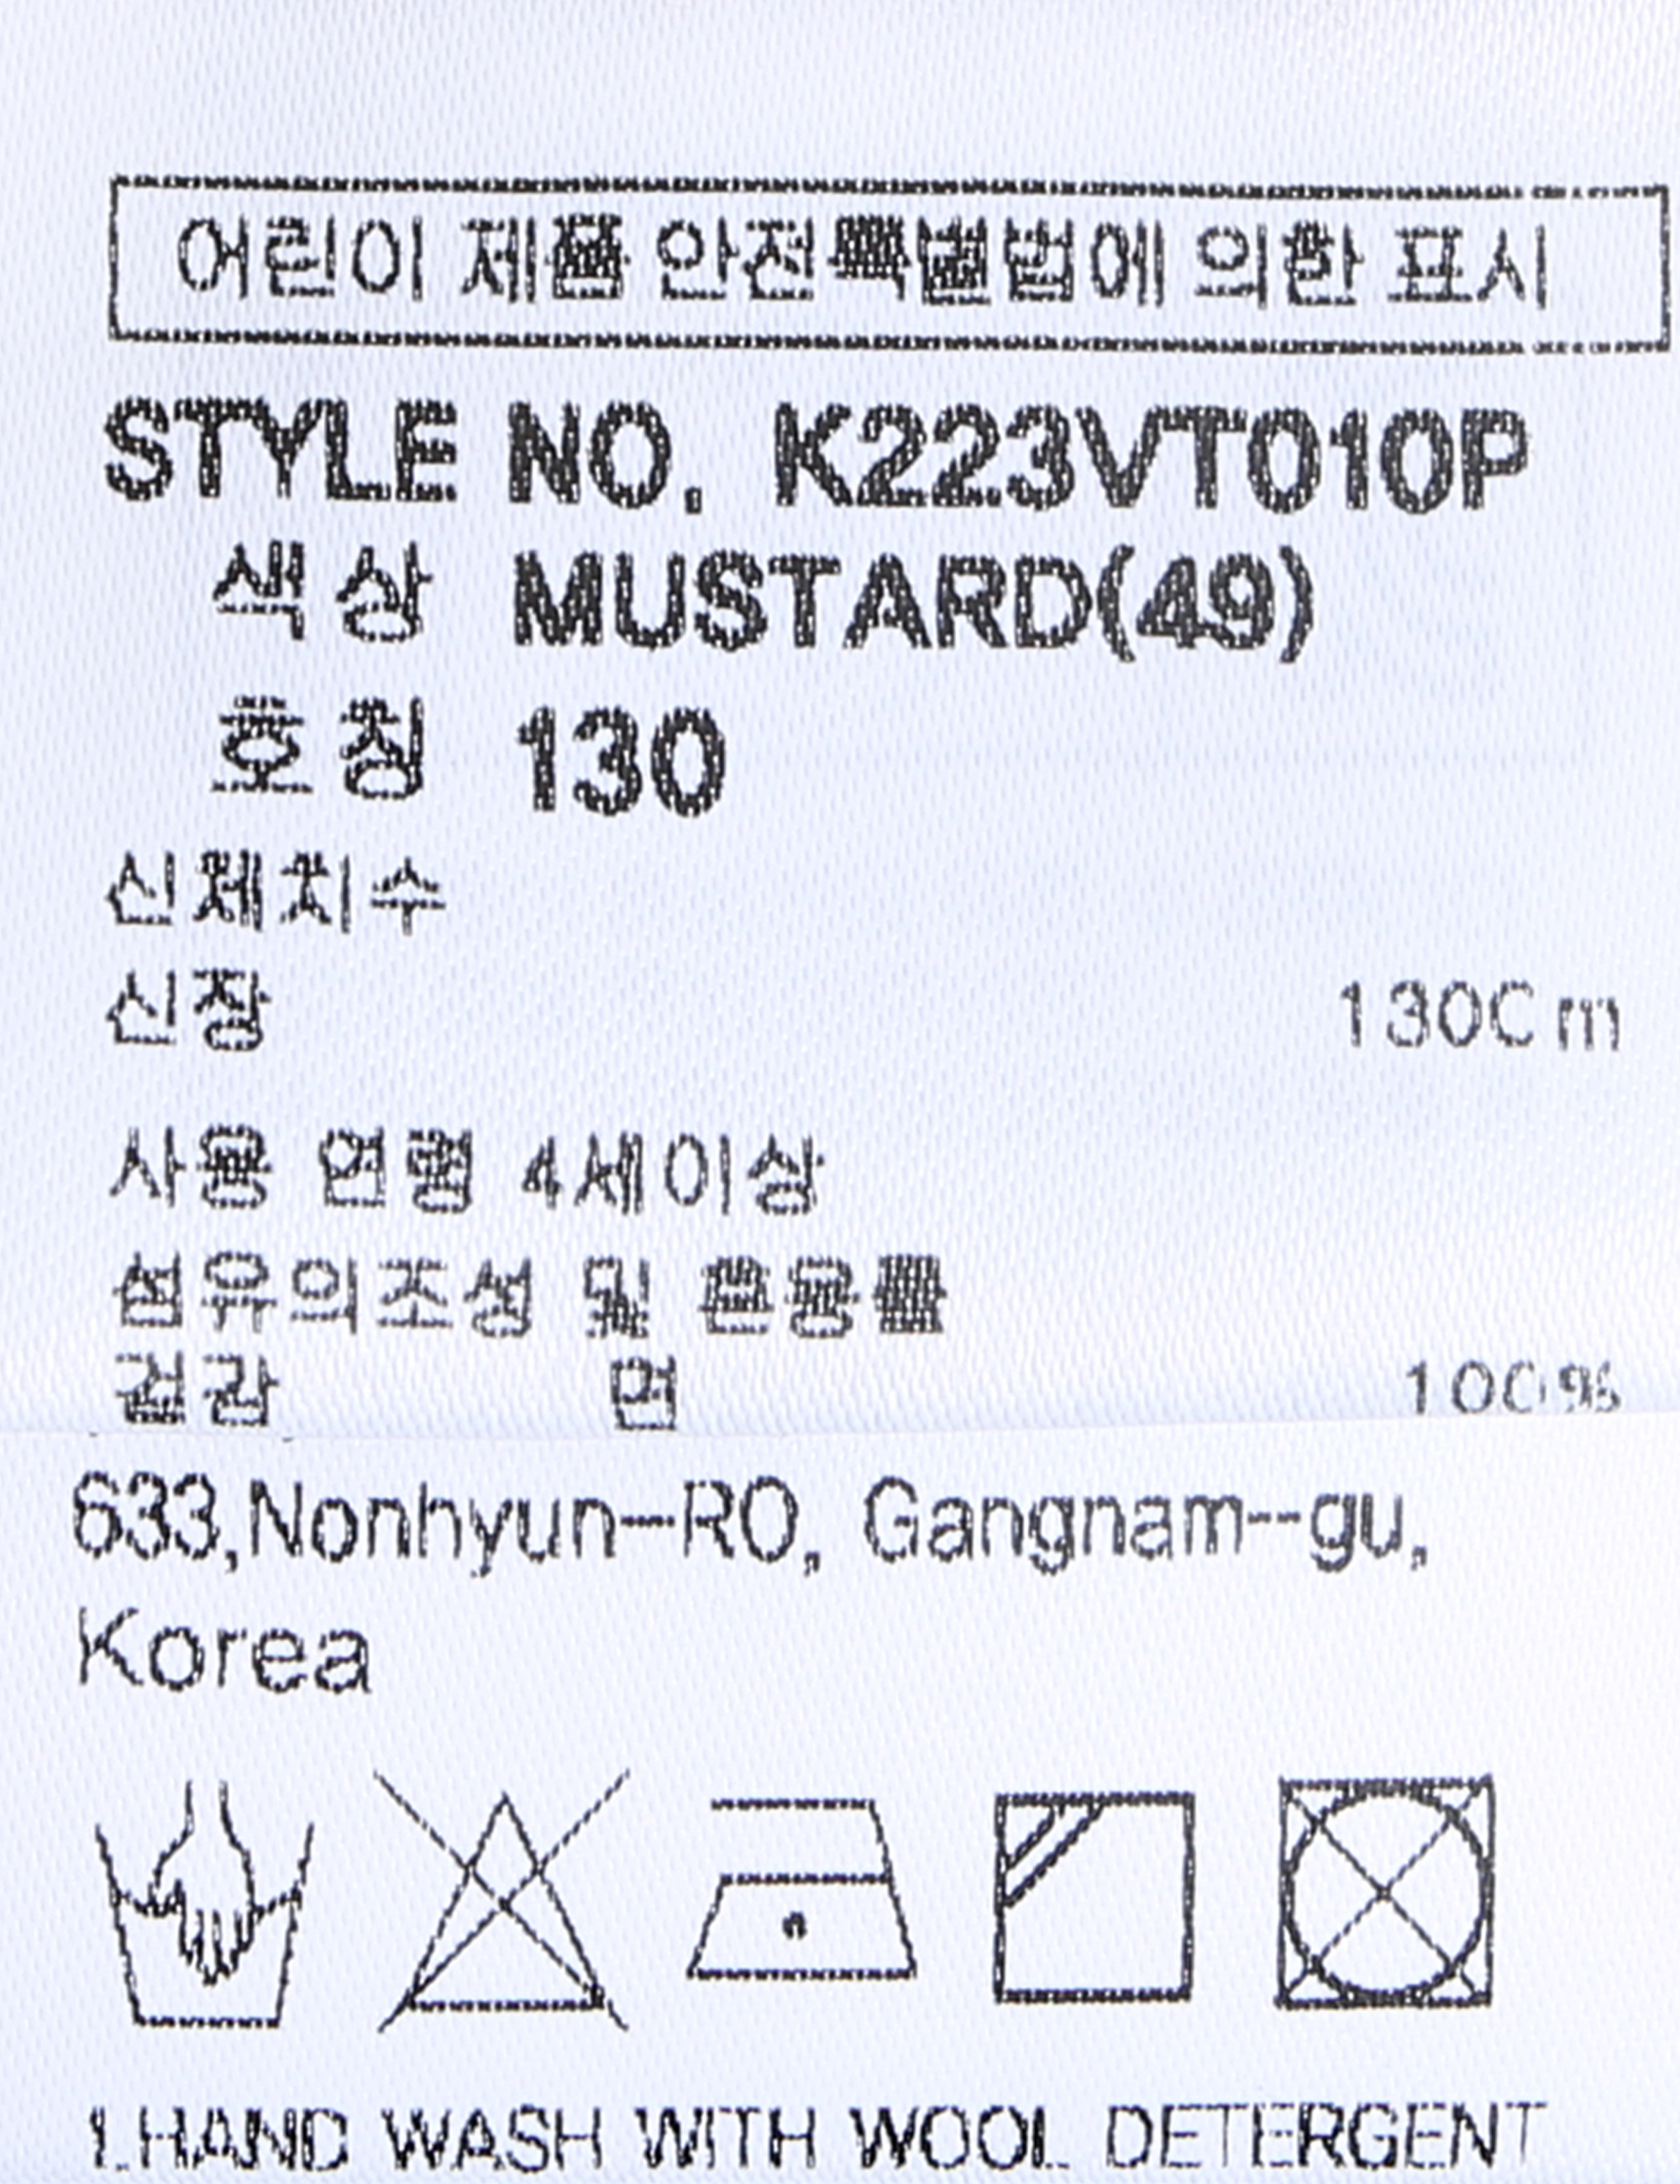 어린이 제품 안전특별법에 의한 표시
STYLE NO. K223VT010P
색상 MUSTARD(49)
호칭 130
신체치수
신장 130Cm
사용 연령 4세이상
섬유의조성 및 혼용률
겉감 면 100%
633,Nonhyun-RO, Gangnam-gu,
Korea
1.HAND WASH WITH WOOL DETERGENT